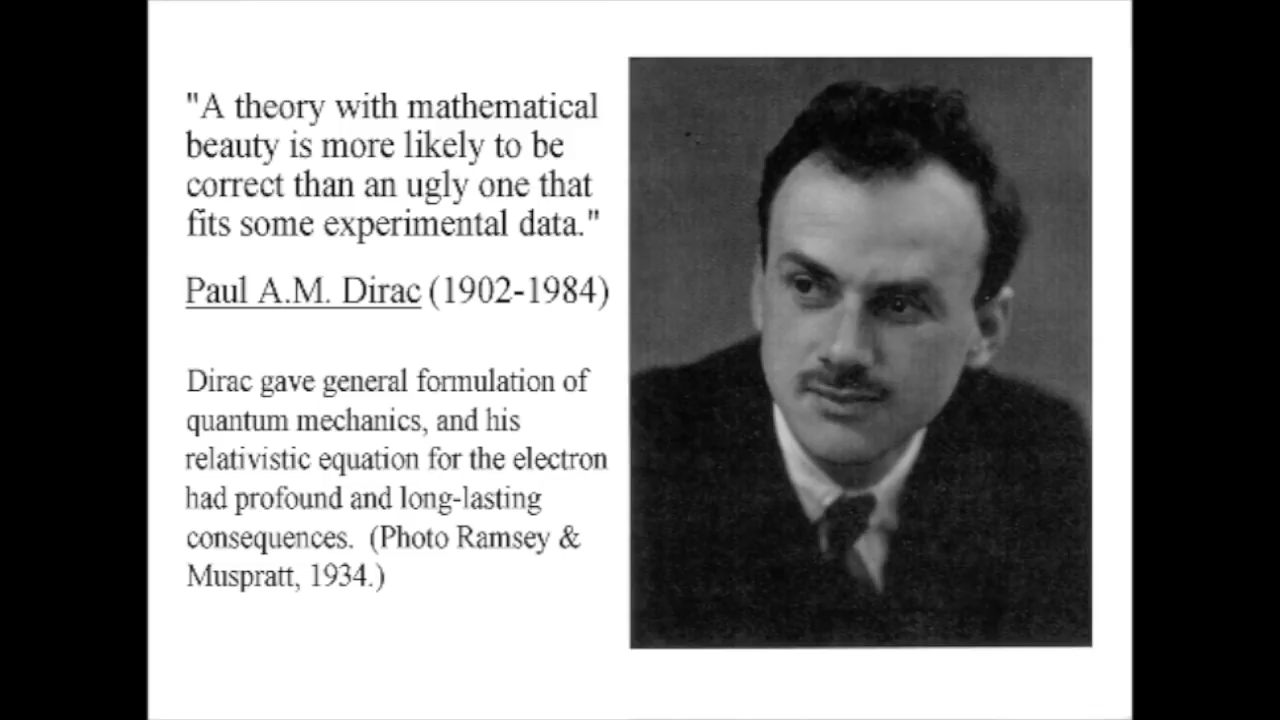 "A theory with mathematical
beauty is more likely to be
correct than an ugly one that
fits some experimental data."
Paul A.M. Dirac (1902-1984)
Dirac gave general formulation of
quantum mechanics, and his
relativistic equation for the electron
had profound and long-lasting
consequences. (Photo Ramsey &
Muspratt, 1934.)